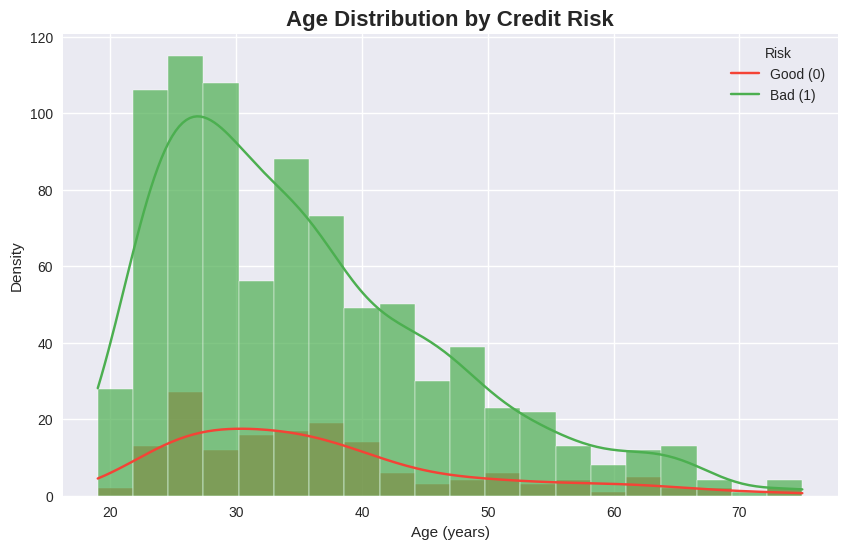 Age Distribution by Credit Risk
120
100
80
60
40
20
0
Density
Risk
Good (0)
Bad (1)
20 30 40 50 60 70
Age (years)